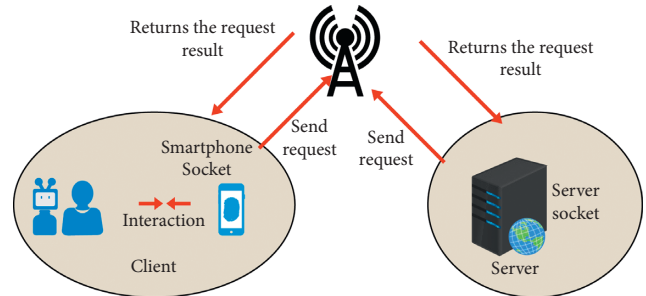 Returns the request
result
Returns the request
result
Send
request
Send
request
Smartphone
Socket
Interaction
Client
Server
socket
Server